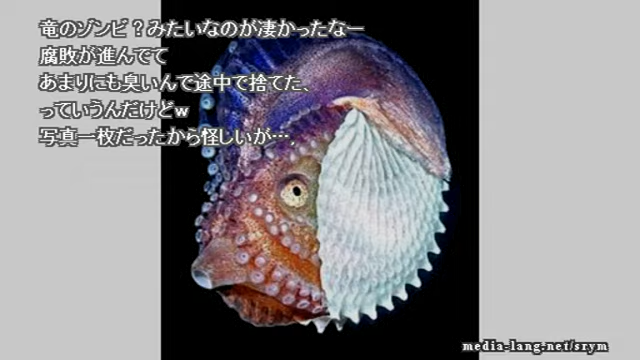 竜のゾンビ？みたいなのが凄かったなー
腐敗が進んでて
あまりにも臭いんで途中で捨てた、
っていうんだけどｗ
写真一枚だったから怪しいが…．
media-lang.net/srym